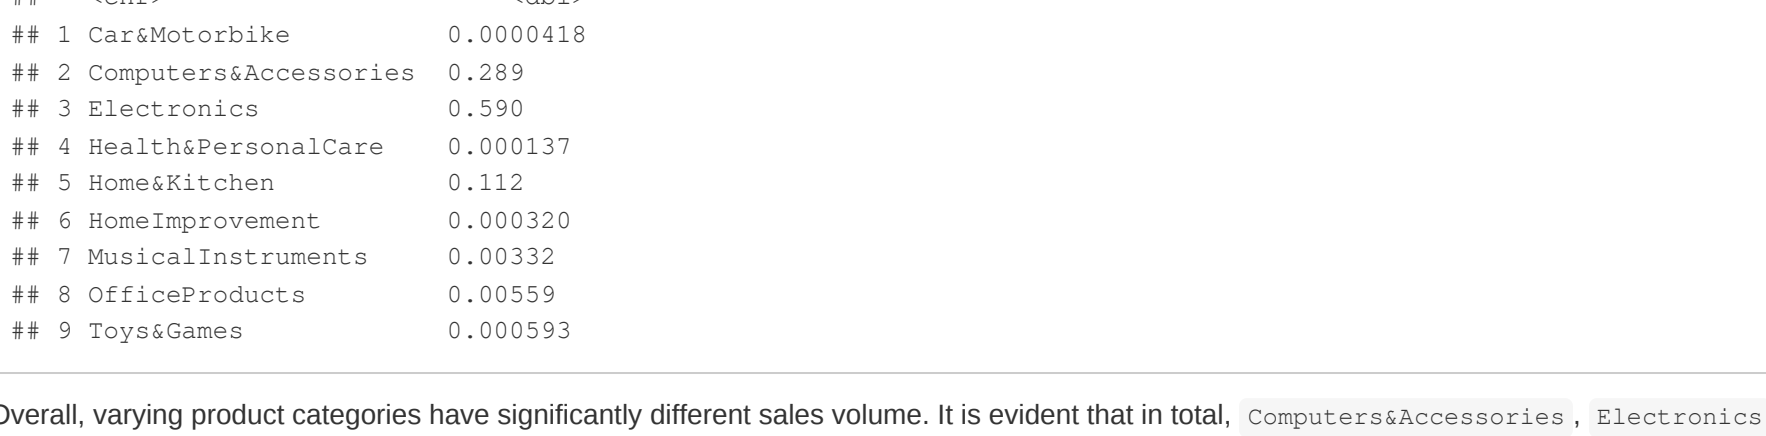 ##   <chr>                       <dbl>
## 1 Car&Motorbike          0.0000418
## 2 Computers&Accessories  0.289
## 3 Electronics            0.590
## 4 Health&PersonalCare    0.000137
## 5 Home&Kitchen           0.112
## 6 HomeImprovement        0.000320
## 7 MusicalInstruments     0.00332
## 8 OfficeProducts         0.00559
## 9 Toys&Games             0.000593
Overall, varying product categories have significantly different sales volume. It is evident that in total, Computers&Accessories, Electronics